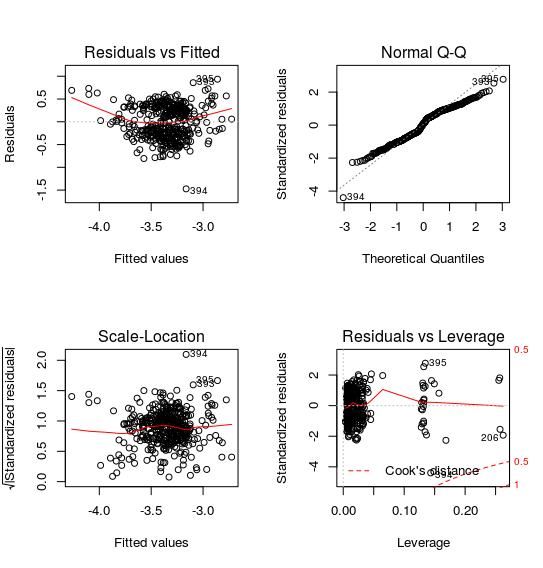 Residuals vs Fitted
Residuals
0.5
-0.5
-1.5
395
393
394
-4.0 -3.5 -3.0
Fitted values
Normal Q-Q
Standardized residuals
2
0
-2
-4
393
395
394
-3 -2 -1 0 1 2 3
Theoretical Quantiles
Scale-Location
√|Standardized residuals|
2.0
1.5
1.0
0.5
0.0
394
395
393
-4.0 -3.5 -3.0
Fitted values
Residuals vs Leverage
Standardized residuals
2
0
-2
-4
0.5
0.5
1
395
206
394
Cook's distance
0.00 0.10 0.20
Leverage